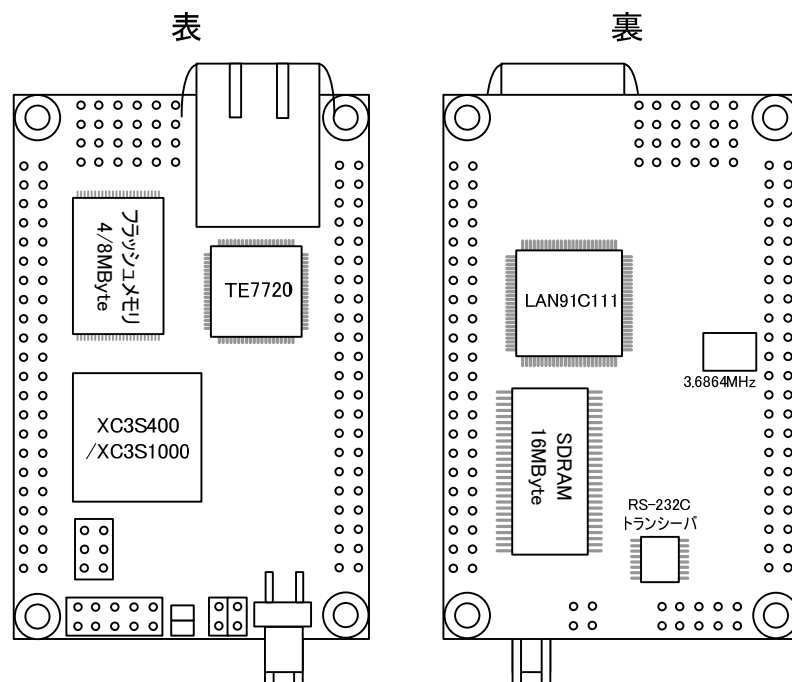 表
フラッシュメモリ
4/8MByte
TE7720
XC3S400
/XC3S1000
裏
LAN91C111
3.6864MHz
SDRAM
16MByte
RS-232C
トランシーバ